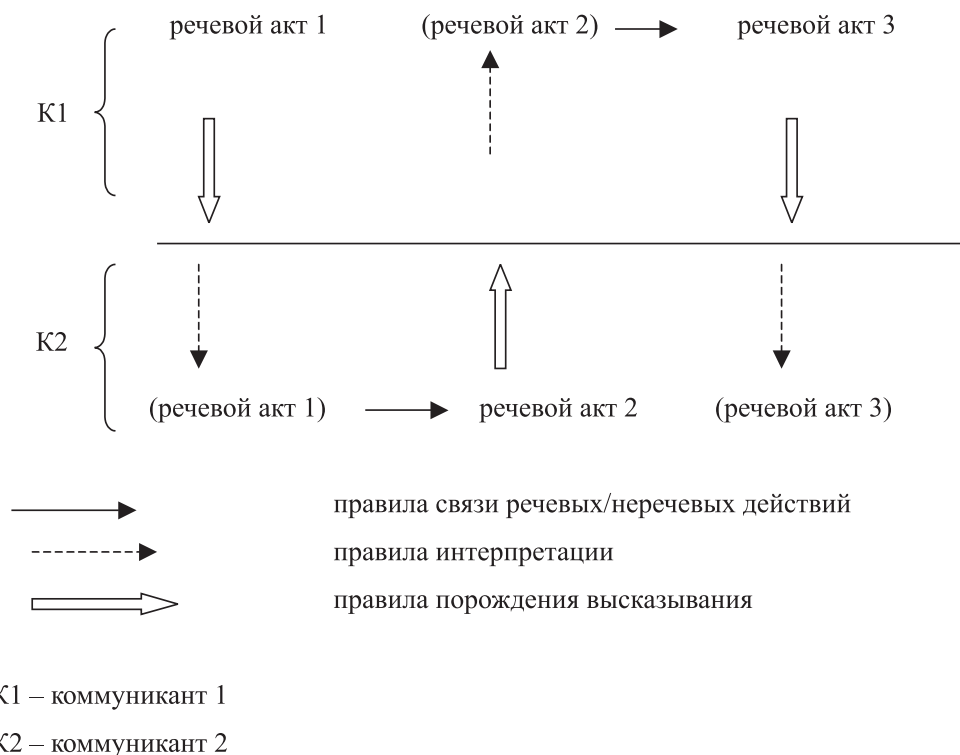 речевой акт 1 (речевой акт 2) речевой акт 3
К1
К2
(речевой акт 1) речевой акт 2 (речевой акт 3)
правила связи речевых/неречевых действий
правила интерпретации
правила порождения высказывания
К1 – коммуникант 1
К2 – коммуникант 2